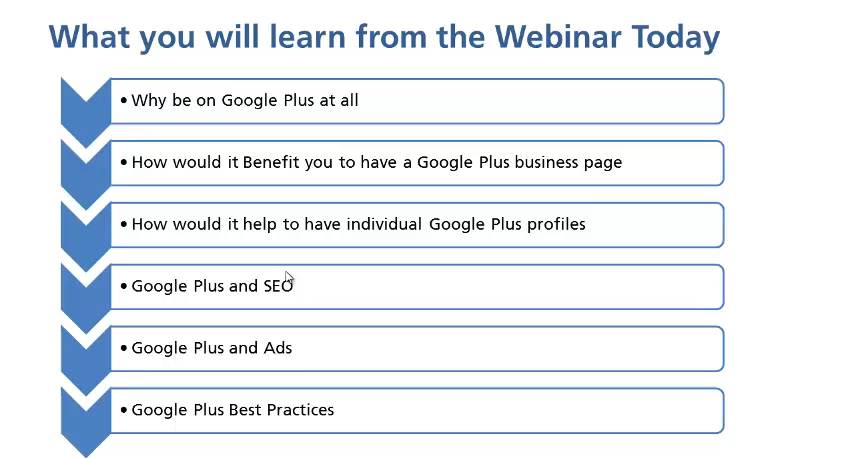 What you will learn from the Webinar Today
• Why be on Google Plus at all
• How would it Benefit you to have a Google Plus business page
• How would it help to have individual Google Plus profiles
• Google Plus and SEO
• Google Plus and Ads
• Google Plus Best Practices